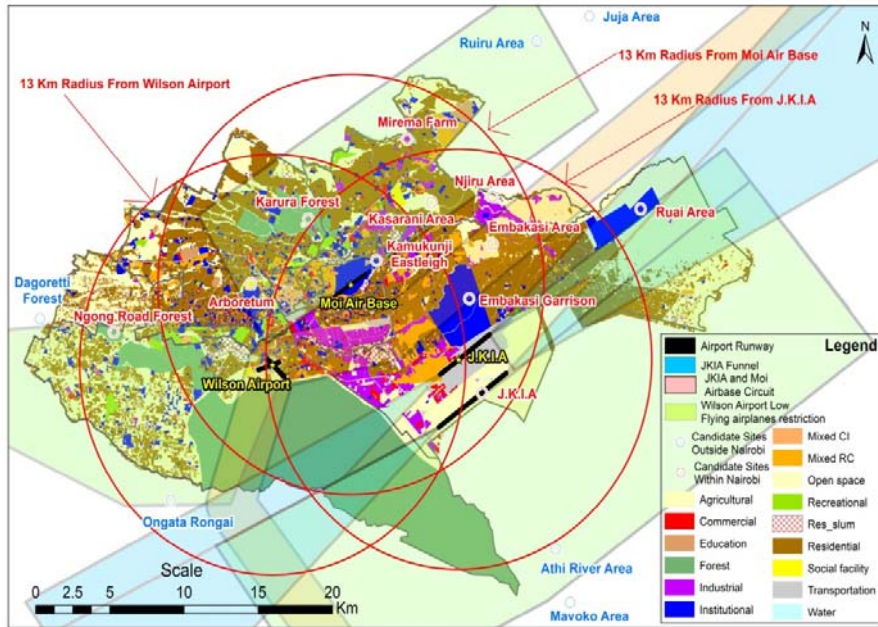 Juja Area
Ruiru Area
N
13 Km Radius From Moi Air Base
13 Km Radius From Wilson Airport
13 Km Radius From J.K.I.A
Mirema Farm
Njiru Area
Karura Forest
Kasarani Area
Ruai Area
Embakasi Area
Kamukunji
Eastleigh
Dagoretti
Forest
Arboretum
Moi Air Base
Embakasi Garrison
Ngong Road Forest
J.K.I.A
Wilson Airport
J.K.I.A
Ongata Rongai
Athi River Area
Mavoko Area
Scale
0 2.5 5 10 15 20
Km
Legend
Airport Runway
JKIA Funnel
JKIA and Moi
Airbase Circuit
Wilson Airport Low
Flying airplanes restriction
Candidate Sites
Outside Nairobi
Candidate Sites
Within Nairobi
Agricultural
Commercial
Education
Forest
Industrial
Institutional
Mixed CI
Mixed RC
Open space
Recreational
Res_slum
Residential
Social facility
Transportation
Water